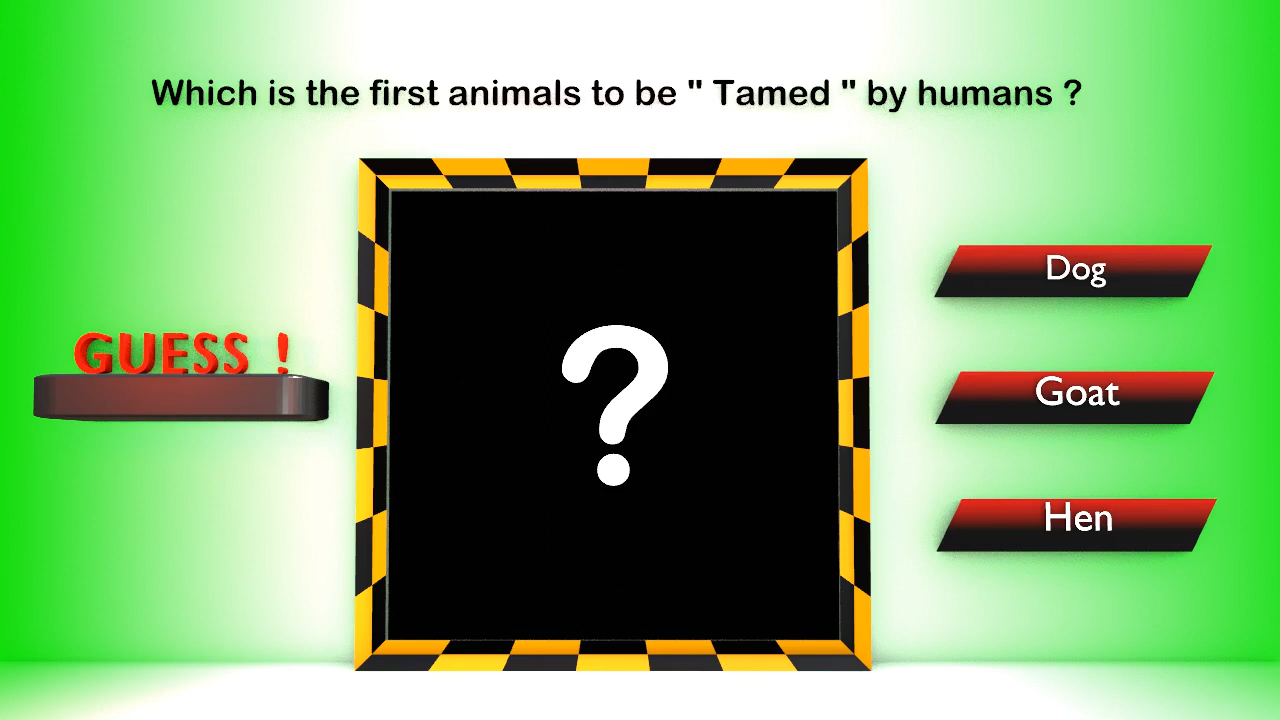 Which is the first animals to be " Tamed " by humans ?
GUESS !
?
Dog
Goat
Hen